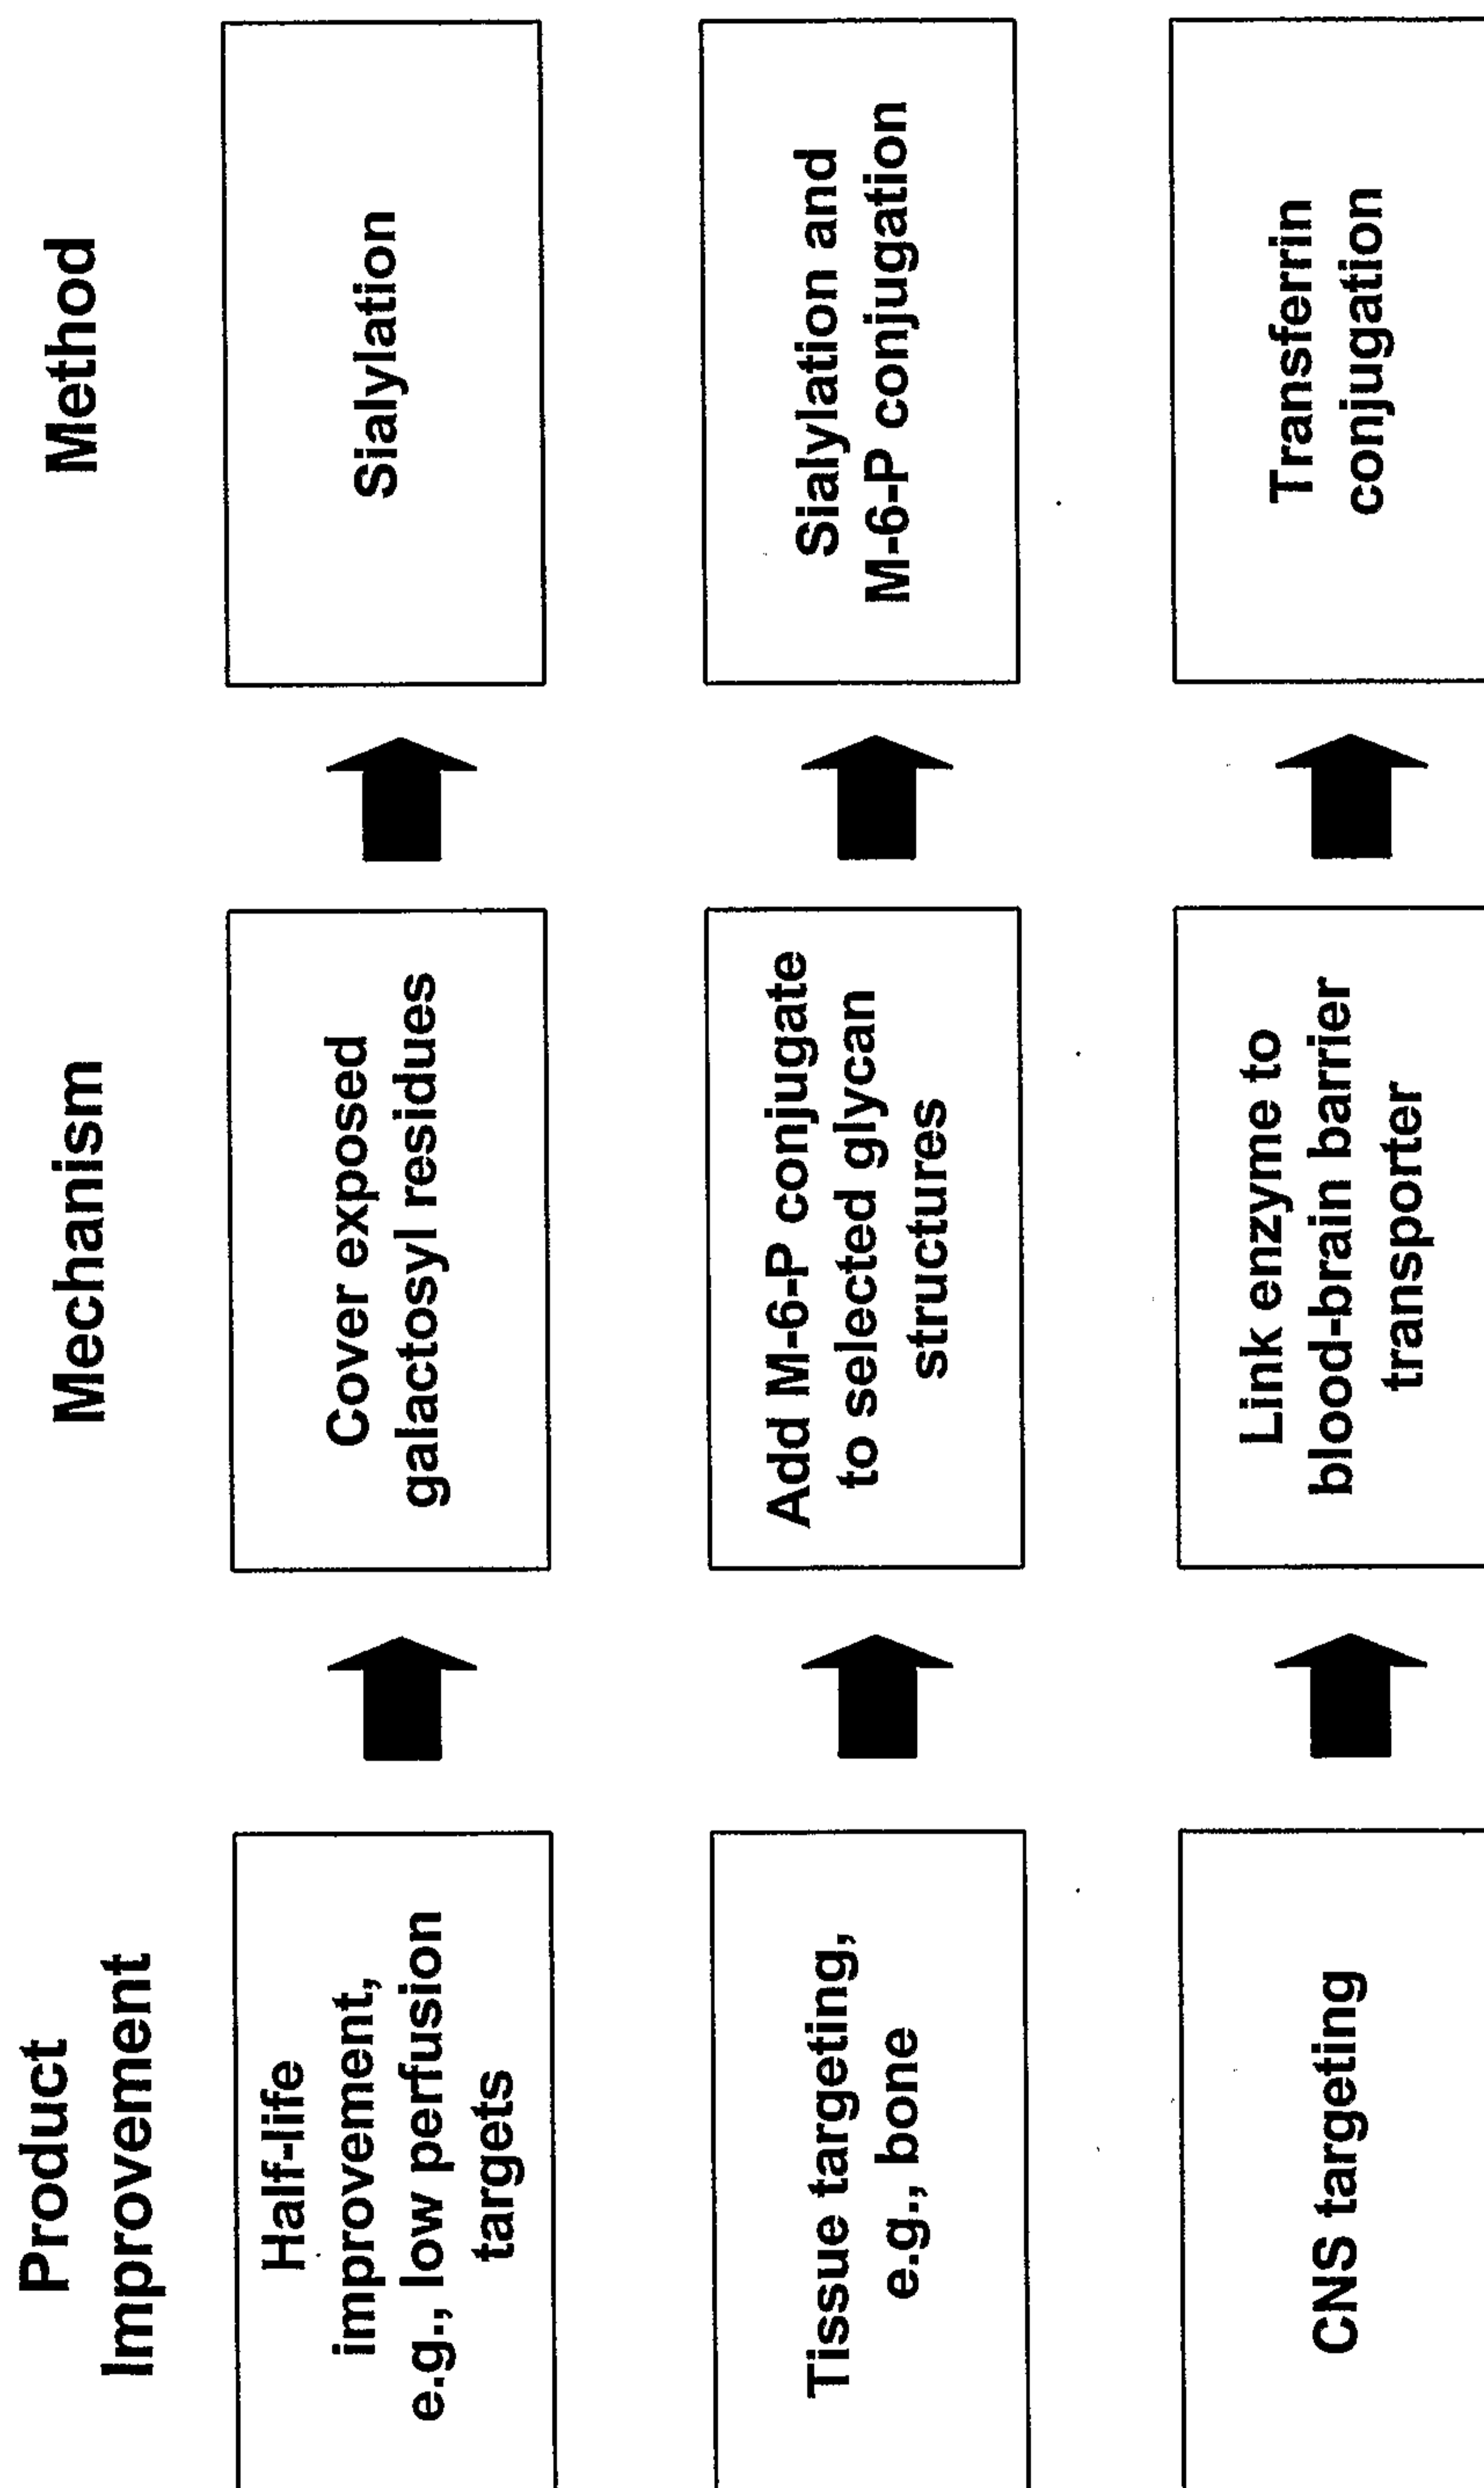 Product
Improvement
Mechanism
Method
Half-life
improvement,
e.g., low perfusion
targets
Cover exposed
galactosyl residues
Sialylation
Tissue targeting,
e.g., bone
Add M-6-P conjugate
to selected glycan
structures
Sialylation and
M-6-P conjugation
CNS targeting
Link enzyme to
blood-brain barrier
transporter
Transferrin
conjugation